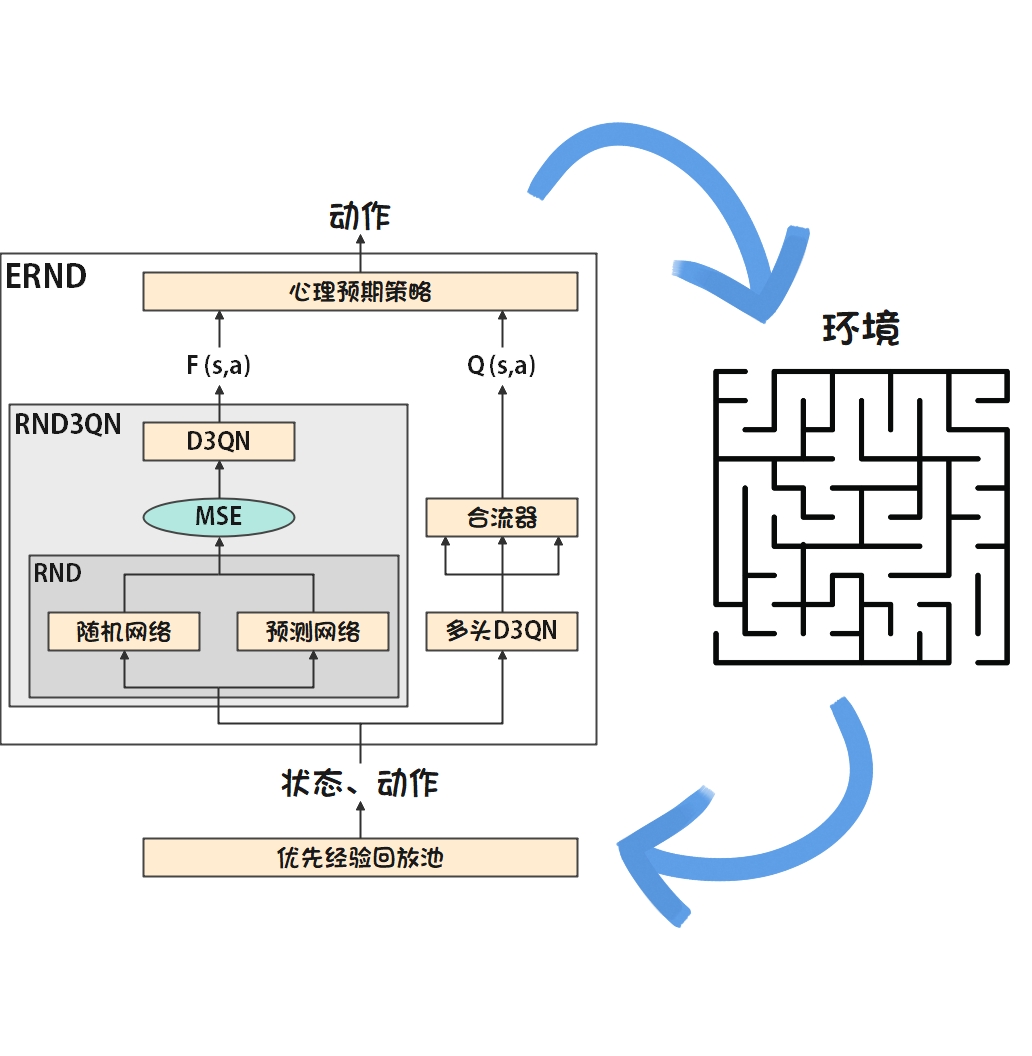 动作
ERND
心理预期策略
环境
F (s,a)
Q (s,a)
RND3QN
D3QN
MSE
合流器
RND
随机网络
预测网络
多头D3QN
状态、动作
优先经验回放池